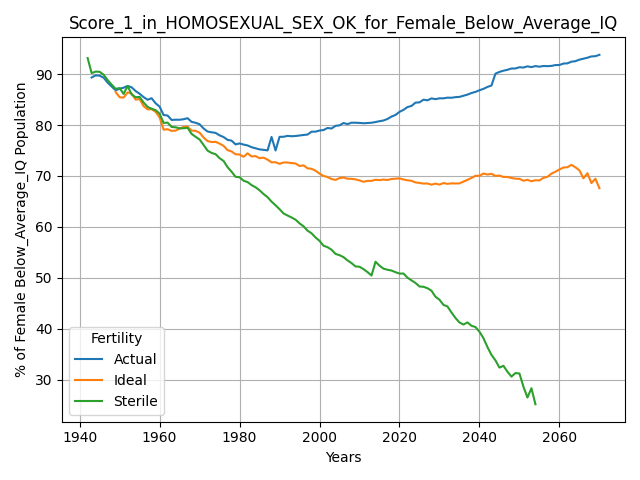 Score_1_in_HOMOSEXUAL_SEX_OK_for_Female_Below_Average_IQ
% of Female Below_Average_IQ Population
90
80
70
60
50
40
30
Fertility
Actual
Ideal
Sterile
1940 1960 1980 2000 2020 2040 2060
Years